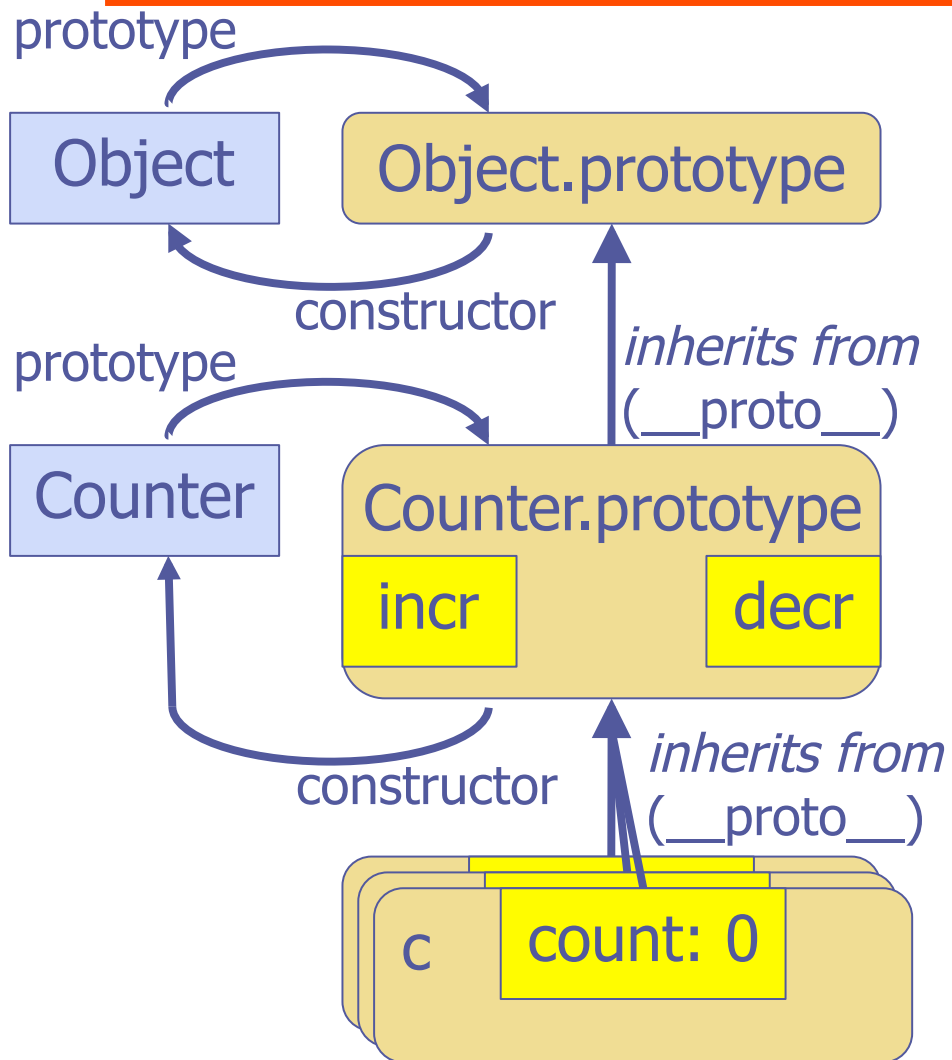 prototype
Object
Object.prototype
constructor
inherits from
(__proto__)
prototype
Counter
Counter.prototype
incr
decr
constructor
inherits from
(__proto__)
c
count: 0